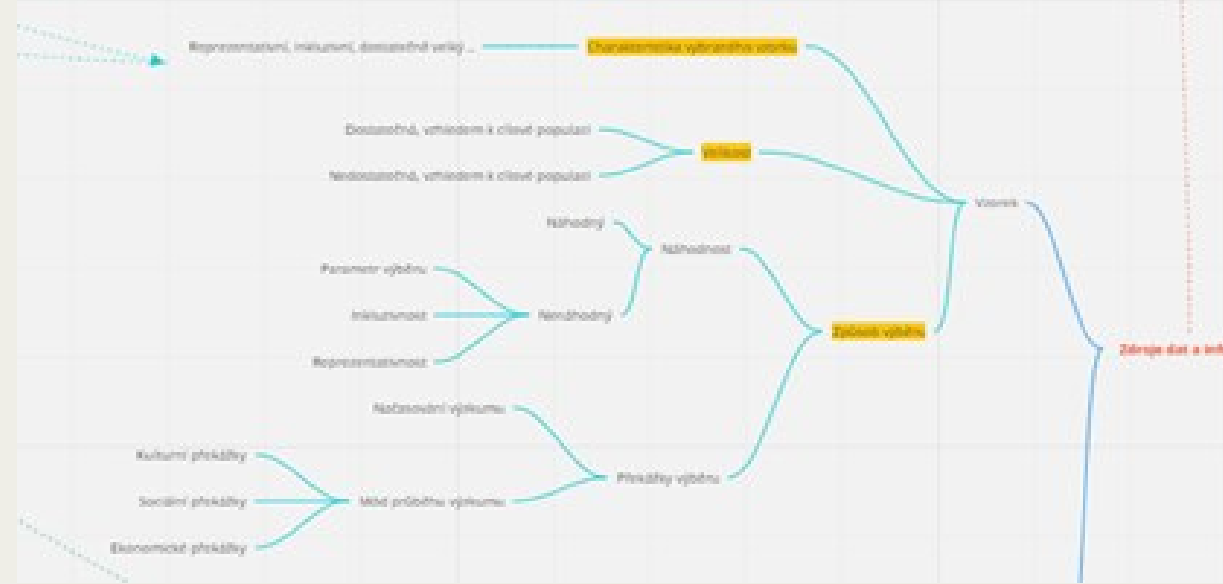 Reprezentativní, inkluzivní, dostatečně velký ...
Charakteristika vybraného vzorku
Dostatečná, vzhledem k cílové populaci
Velikost
Nedostatečná, vzhledem k cílové populaci
Vzorek
Náhodný
Náhodnost
Parametr výběru
Inkluzivnost
Nenáhodný
Způsob výběru
Zdroje dat a inf
Reprezentativnost
Načasování výzkumu
Kulturní překážky
Překážky výběru
Sociální překážky
Mód průběhu výzkumu
Ekonomické překážky